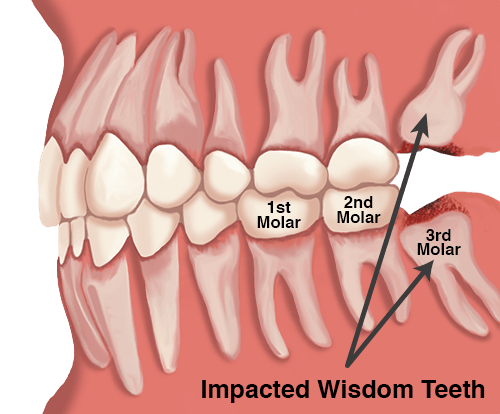 1st
Molar
2nd
Molar
3rd
Molar
Impacted Wisdom Teeth